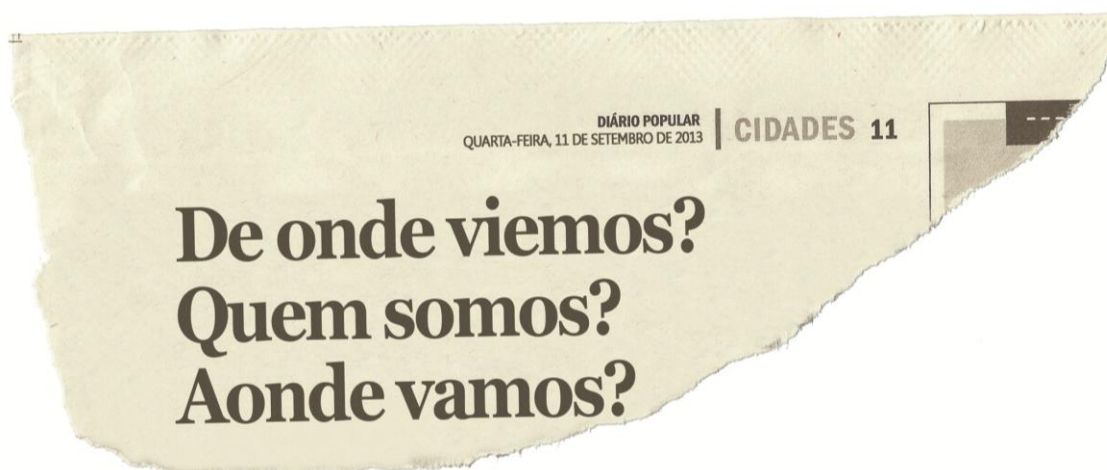 DIÁRIO POPULAR
QUARTA-FEIRA, 11 DE SETEMBRO DE 2013
CIDADES 11
De onde viemos?
Quem somos?
Aonde vamos?